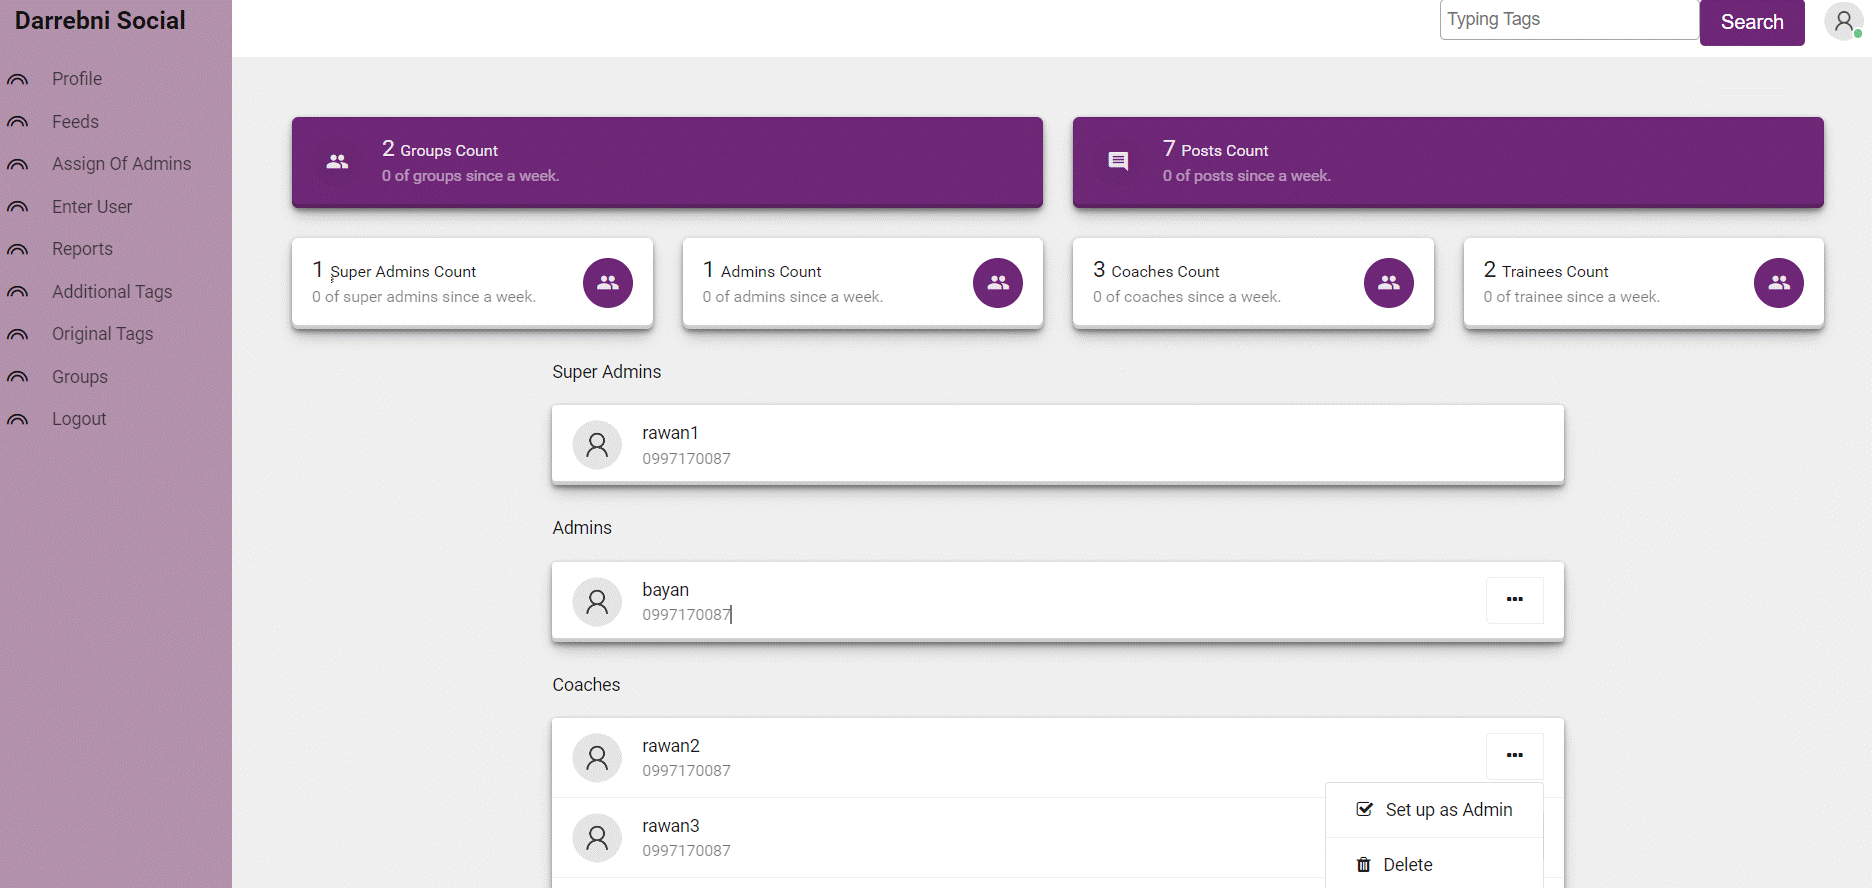 Darrebni Social
Typing Tags
Search
Profile
Feeds
Assign Of Admins
Enter User
Reports
Additional Tags
Original Tags
Groups
Logout
2 Groups Count
0 of groups since a week.
7 Posts Count
0 of posts since a week.
1 Super Admins Count
0 of super admins since a week.
1 Admins Count
0 of admins since a week.
3 Coaches Count
0 of coaches since a week.
2 Trainees Count
0 of trainee since a week.
Super Admins
rawan1
0997170087
Admins
bayan
0997170087
Coaches
rawan2
0997170087
rawan3
0997170087
Set up as Admin
Delete